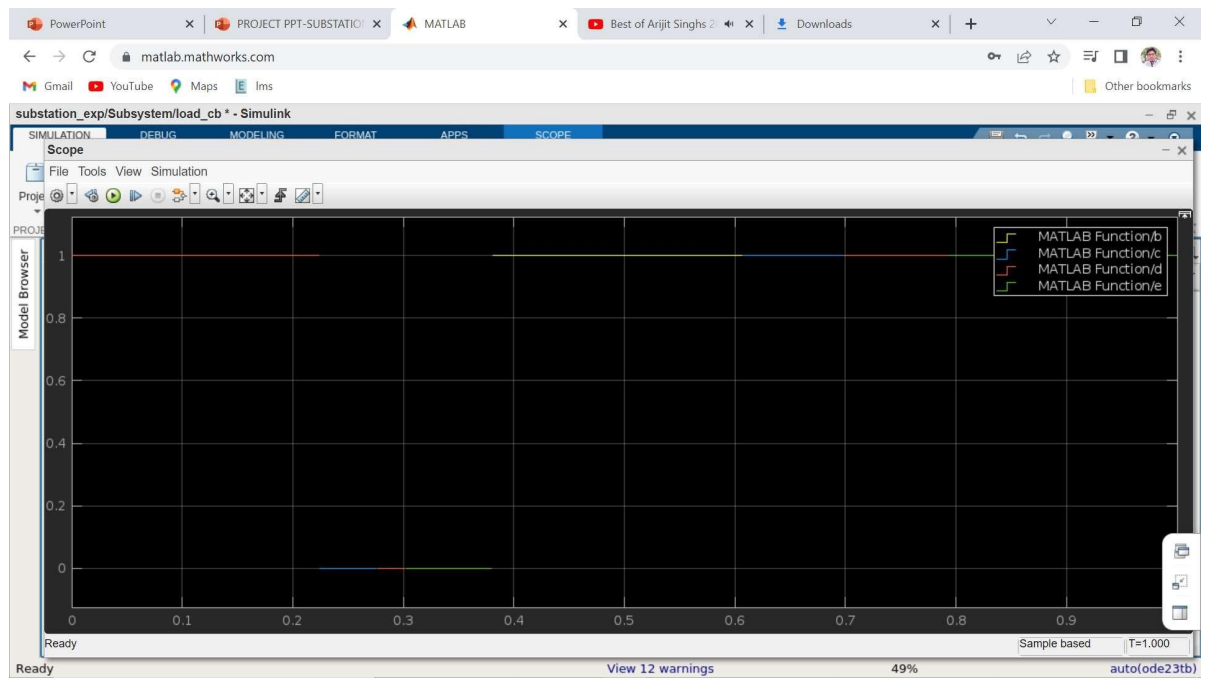 PowerPoint
PROJECT PPT-SUBSTATIO
MATLAB
Best of Arijit Singhs 2
Downloads
matlab.mathworks.com
Gmail
YouTube
Maps
Ims
Other bookmarks
substation_exp/Subsystem/load_cb * - Simulink
SIMULATION DEBUG MODELING FORMAT APPS SCOPE
Scope
File Tools View Simulation
Proje
PROJE
Model Browser
MATLAB Function/b
MATLAB Function/c
MATLAB Function/d
MATLAB Function/e
1
0.8
0.6
0.4
0.2
0
0 0.1 0.2 0.3 0.4 0.5 0.6 0.7 0.8 0.9
Ready
Sample based T=1.000
Ready View 12 warnings 49% auto(ode23tb)